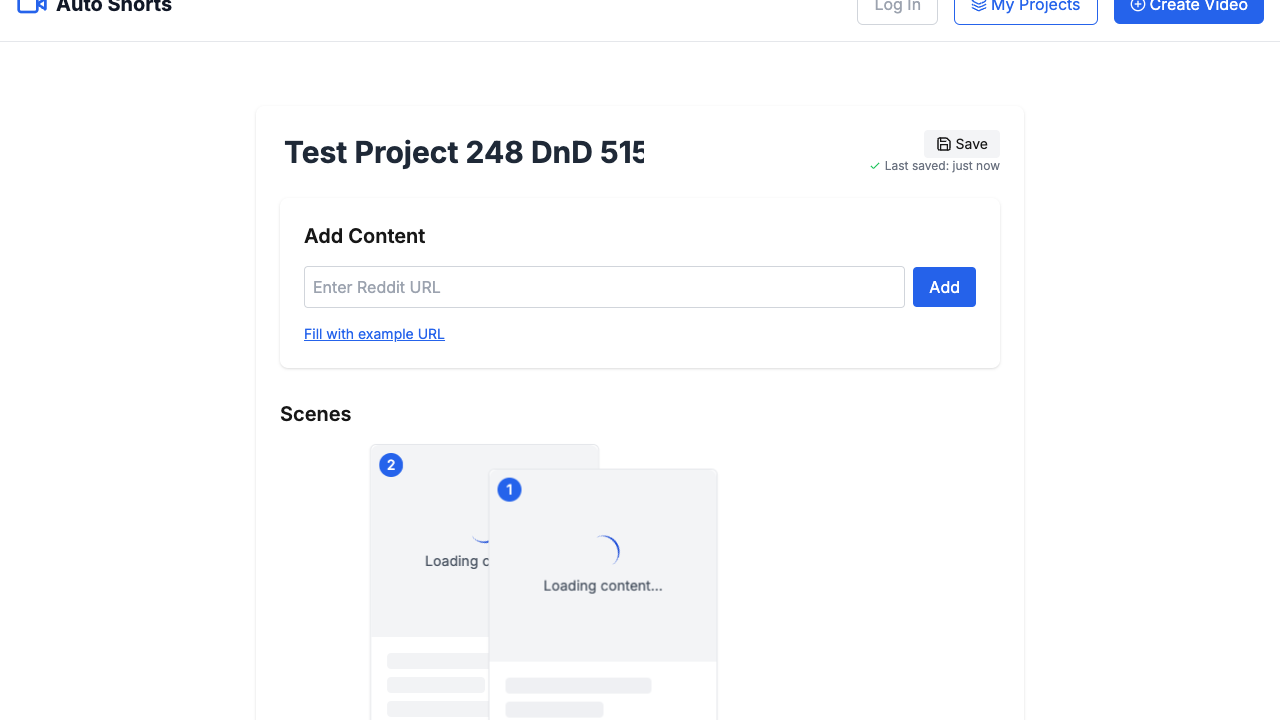 Auto Shorts
Log In
My Projects
Create Video
Test Project 248 DnD 515
Save
Last saved: just now
Add Content
Enter Reddit URL
Add
Fill with example URL
Scenes
2
Loading c
1
Loading content...